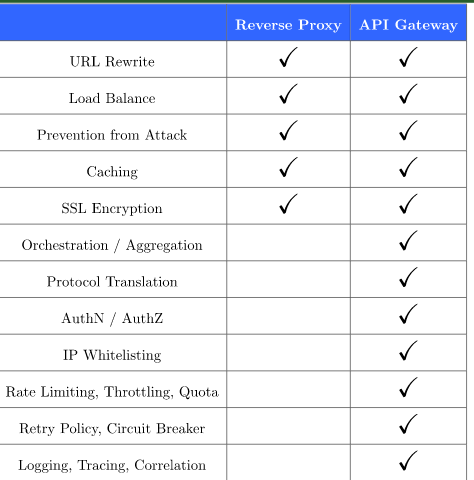 Reverse Proxy API Gateway
URL Rewrite ✓ ✓
Load Balance ✓ ✓
Prevention from Attack ✓ ✓
Caching ✓ ✓
SSL Encryption ✓ ✓
Orchestration / Aggregation ✓
Protocol Translation ✓
AuthN / AuthZ ✓
IP Whitelisting ✓
Rate Limiting, Throttling, Quota ✓
Retry Policy, Circuit Breaker ✓
Logging, Tracing, Correlation ✓